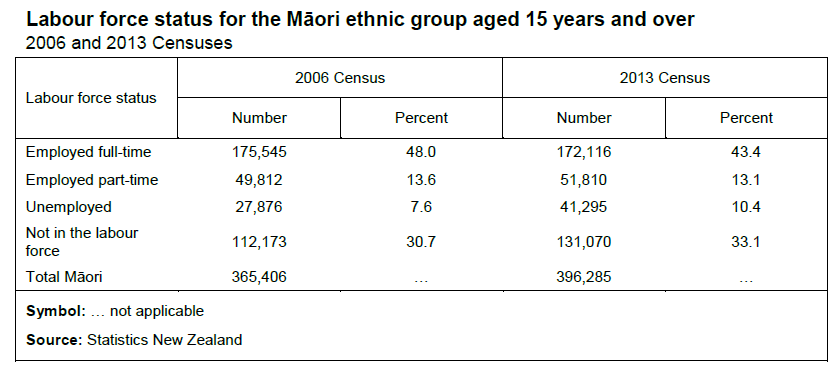 Labour force status for the Māori ethnic group aged 15 years and over
2006 and 2013 Censuses
Labour force status 2006 Census 2013 Census
Number Percent Number Percent
Employed full-time 175,545 48.0 172,116 43.4
Employed part-time 49,812 13.6 51,810 13.1
Unemployed 27,876 7.6 41,295 10.4
Not in the labour
force 112,173 30.7 131,070 33.1
Total Māori 365,406 … 396,285 …
Symbol: … not applicable
Source: Statistics New Zealand